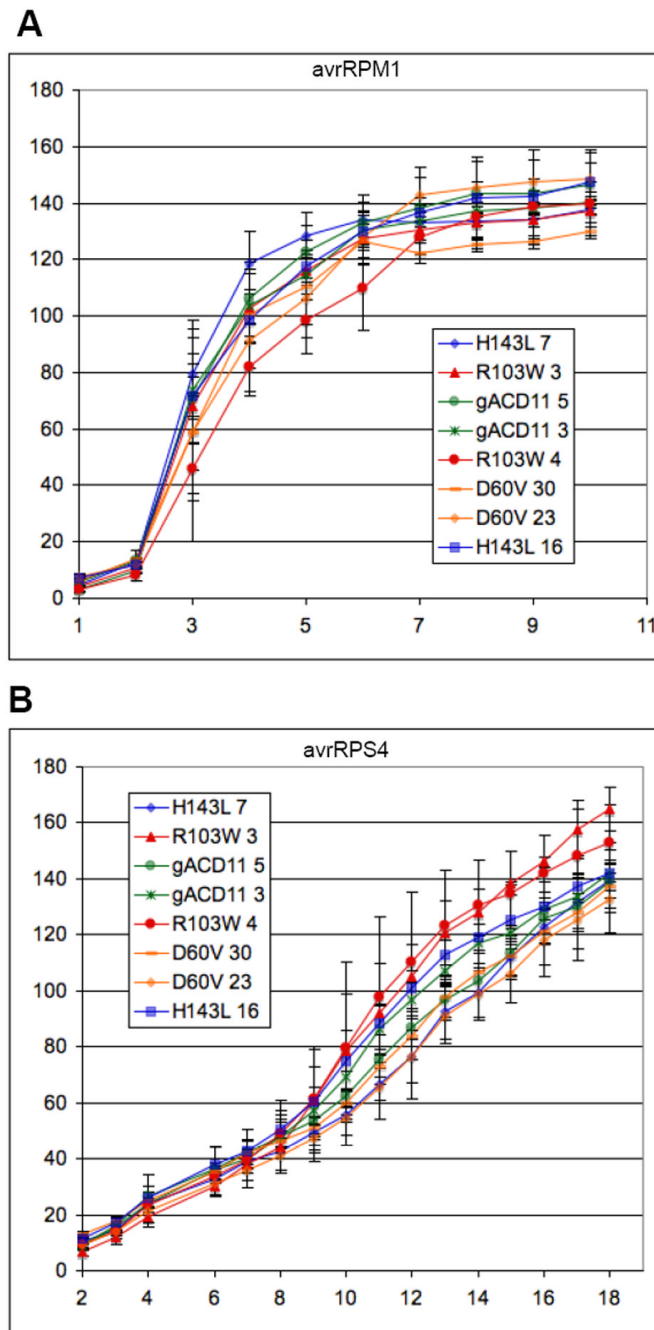 A
avrRPM1
180
160
140
120
100
80
60
40
20
0
H143L 7
R103W 3
gACD11 5
gACD11 3
R103W 4
D60V 30
D60V 23
H143L 16
1 3 5 7 9 11
B
avrRPS4
180
160
140
120
100
80
60
40
20
0
H143L 7
R103W 3
gACD11 5
gACD11 3
R103W 4
D60V 30
D60V 23
H143L 16
2 4 6 8 10 12 14 16 18